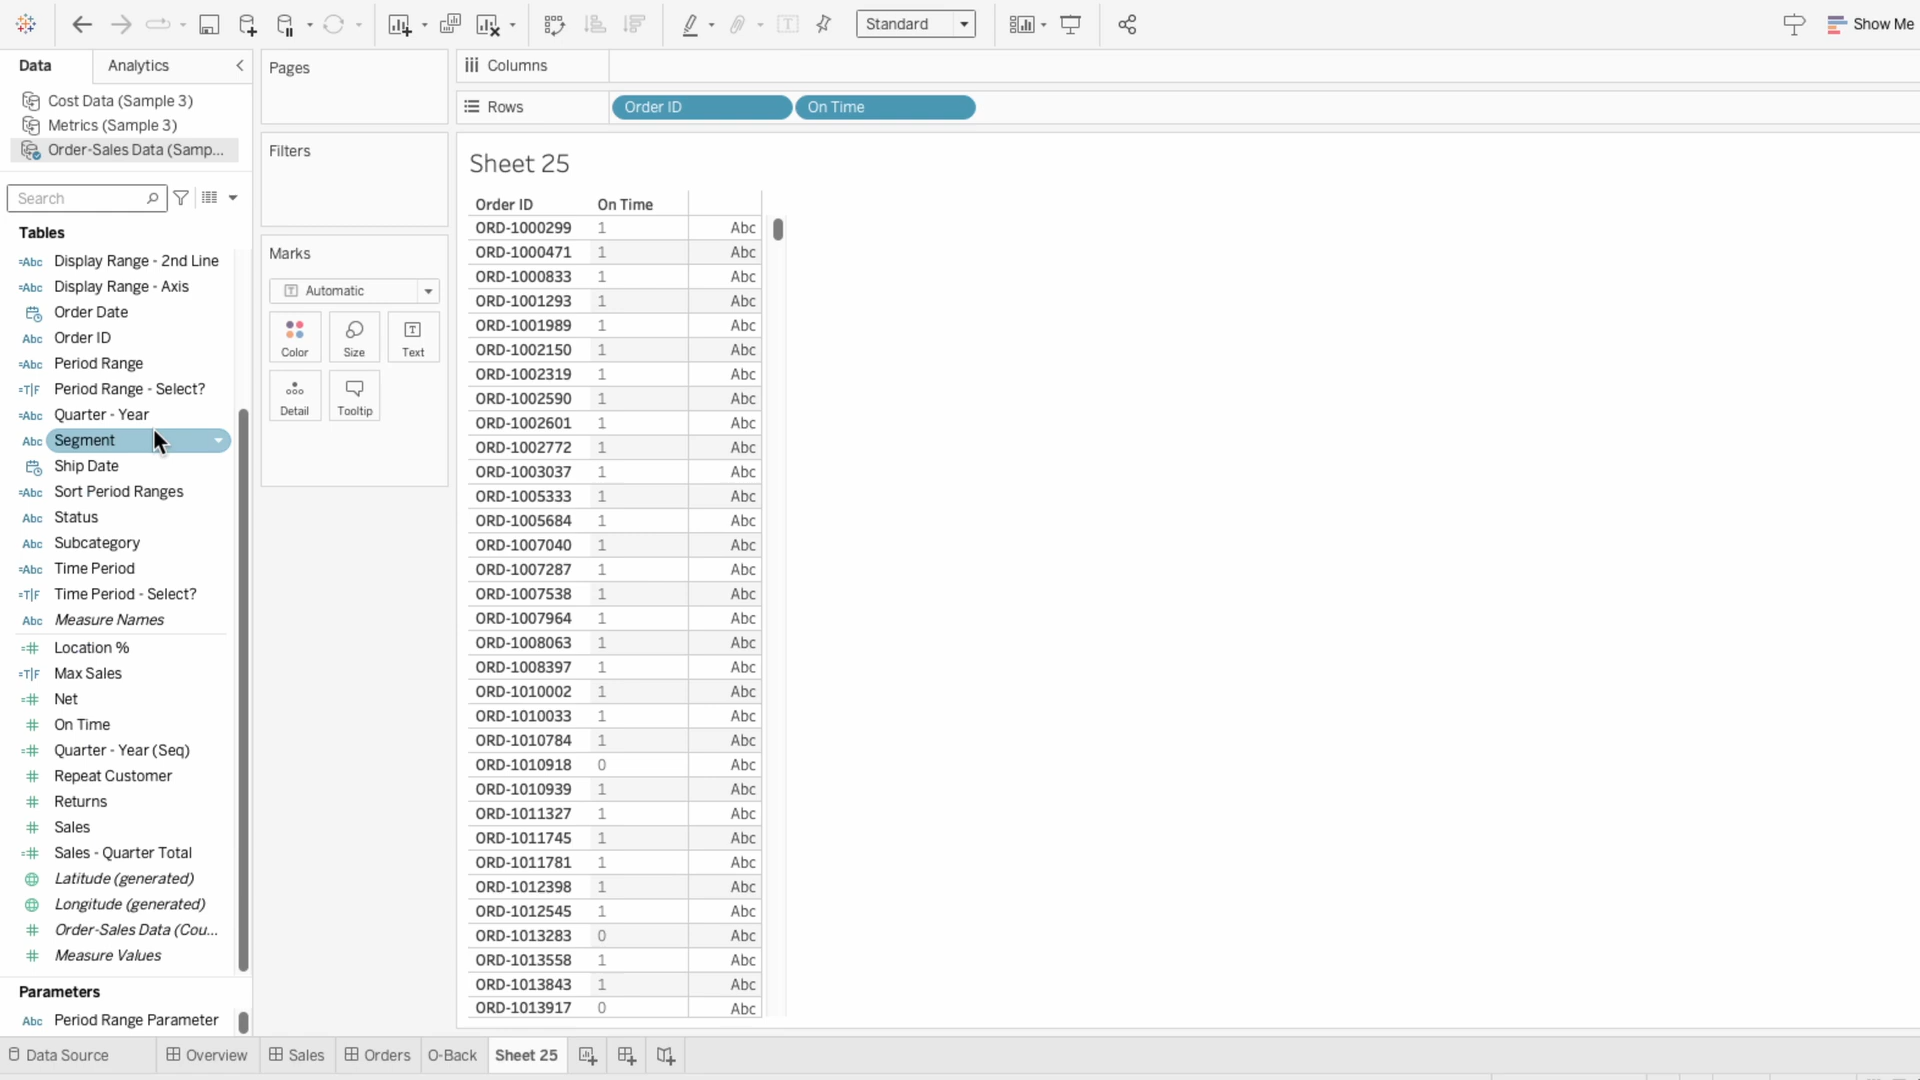 Standard
Show Me
Data
Analytics
Cost Data (Sample 3)
Metrics (Sample 3)
Order-Sales Data (Samp...
Search
Tables
=Abc Display Range - 2nd Line
=Abc Display Range - Axis
Order Date
Abc Order ID
=Abc Period Range
=T|F Period Range - Select?
=Abc Quarter - Year
Abc Segment
Ship Date
=Abc Sort Period Ranges
Abc Status
Abc Subcategory
=Abc Time Period
=T|F Time Period - Select?
Abc Measure Names
=# Location %
=T|F Max Sales
=# Net
# On Time
=# Quarter - Year (Seq)
# Repeat Customer
# Returns
# Sales
=# Sales - Quarter Total
Latitude (generated)
Longitude (generated)
# Order-Sales Data (Cou...
# Measure Values
Parameters
Abc Period Range Parameter
Pages
Filters
Marks
Automatic
Color Size Text
Detail Tooltip
Columns
Rows Order ID On Time
Sheet 25
Order ID On Time
ORD-1000299 1 Abc
ORD-1000471 1 Abc
ORD-1000833 1 Abc
ORD-1001293 1 Abc
ORD-1001989 1 Abc
ORD-1002150 1 Abc
ORD-1002319 1 Abc
ORD-1002590 1 Abc
ORD-1002601 1 Abc
ORD-1002772 1 Abc
ORD-1003037 1 Abc
ORD-1005333 1 Abc
ORD-1005684 1 Abc
ORD-1007040 1 Abc
ORD-1007287 1 Abc
ORD-1007538 1 Abc
ORD-1007964 1 Abc
ORD-1008063 1 Abc
ORD-1008397 1 Abc
ORD-1010002 1 Abc
ORD-1010033 1 Abc
ORD-1010784 1 Abc
ORD-1010918 0 Abc
ORD-1010939 1 Abc
ORD-1011327 1 Abc
ORD-1011745 1 Abc
ORD-1011781 1 Abc
ORD-1012398 1 Abc
ORD-1012545 1 Abc
ORD-1013283 0 Abc
ORD-1013558 1 Abc
ORD-1013843 1 Abc
ORD-1013917 0 Abc
Data Source Overview Sales Orders O-Back Sheet 25